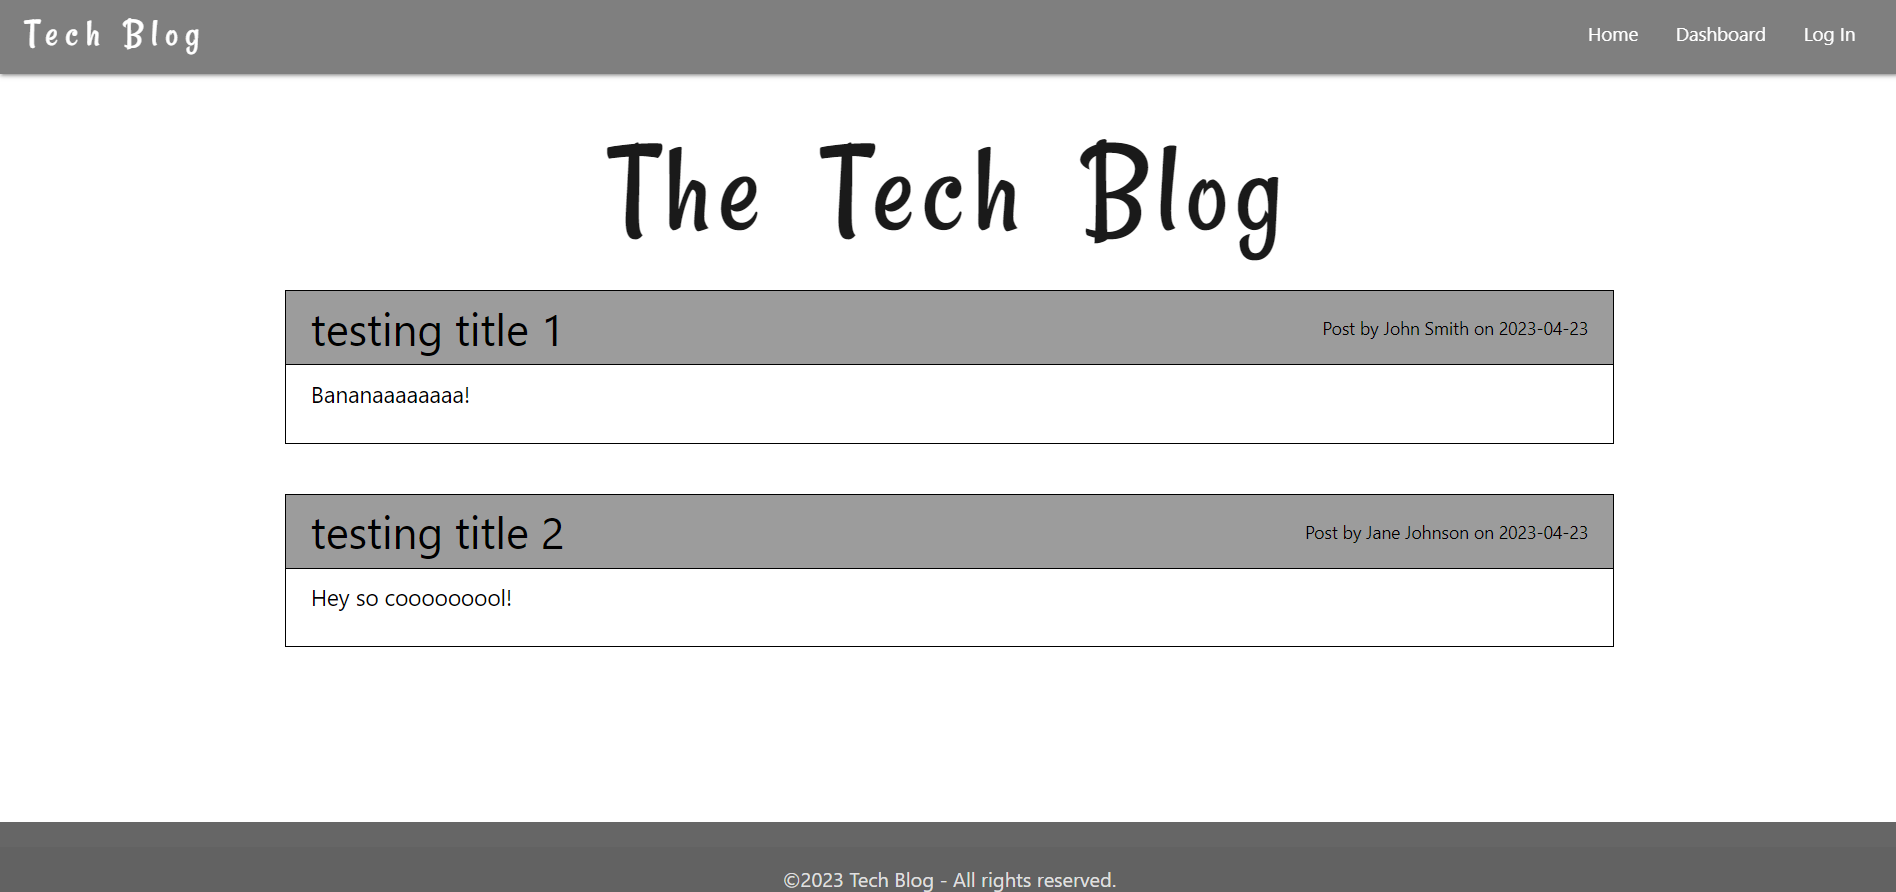 Tech Blog
Home Dashboard Log In
The Tech Blog
testing title 1
Post by John Smith on 2023-04-23
Bananaaaaaaaa!
testing title 2
Post by Jane Johnson on 2023-04-23
Hey so cooooooool!
©2023 Tech Blog - All rights reserved.